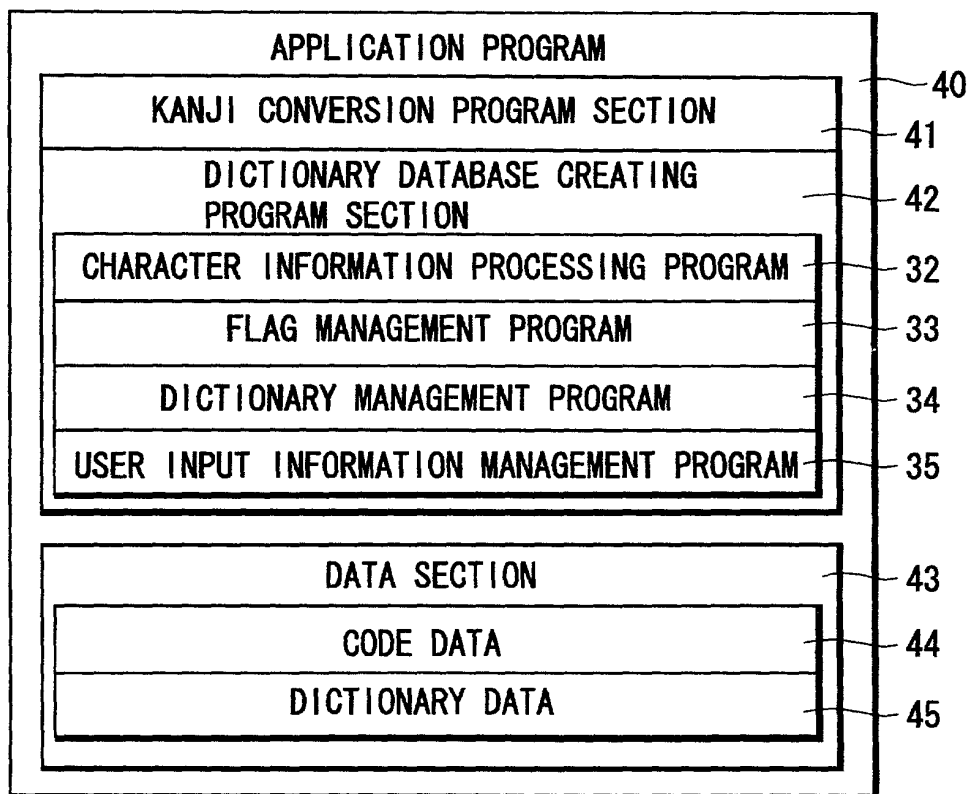 APPLICATION PROGRAM
40
KANJI CONVERSION PROGRAM SECTION
41
DICTIONARY DATABASE CREATING
PROGRAM SECTION
42
CHARACTER INFORMATION PROCESSING PROGRAM
32
FLAG MANAGEMENT PROGRAM
33
DICTIONARY MANAGEMENT PROGRAM
34
USER INPUT INFORMATION MANAGEMENT PROGRAM
35
DATA SECTION
43
CODE DATA
44
DICTIONARY DATA
45